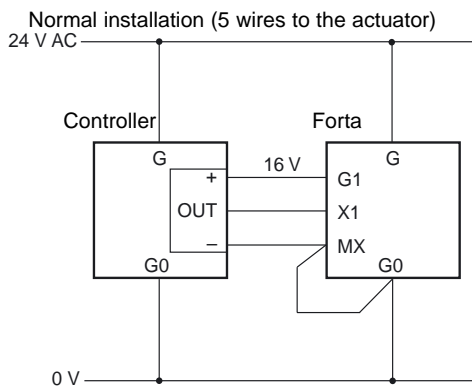 Normal installation (5 wires to the actuator)
24 V AC
Controller
Forta
G
G
+
16 V
G1
OUT
X1
–
MX
G0
G0
0 V